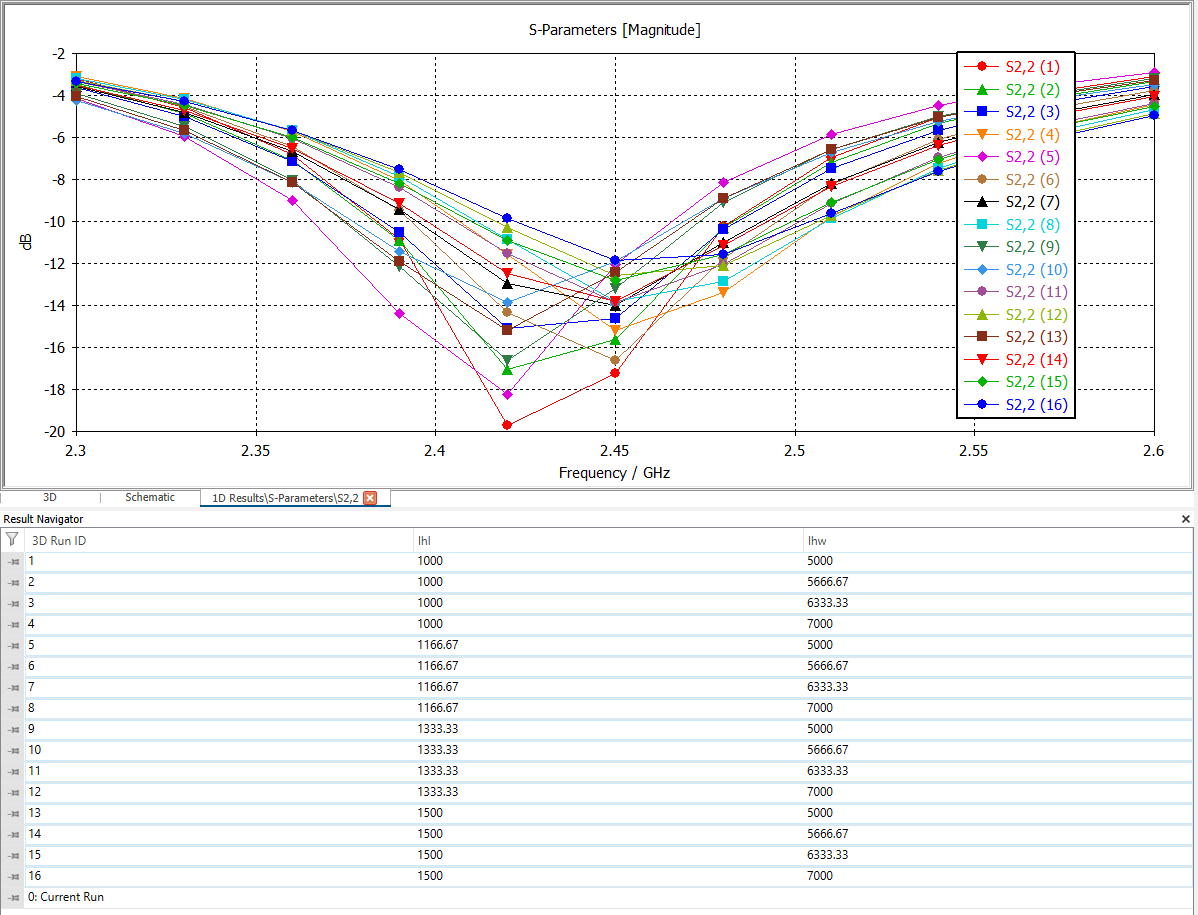 S-Parameters [Magnitude]
-2
-4
-6
-8
-10
-12
-14
-16
-18
-20
dB
2.3
2.35
2.4
2.45
2.5
2.55
2.6
Frequency / GHz
S2,2 (1)
S2,2 (2)
S2,2 (3)
S2,2 (4)
S2,2 (5)
S2,2 (6)
S2,2 (7)
S2,2 (8)
S2,2 (9)
S2,2 (10)
S2,2 (11)
S2,2 (12)
S2,2 (13)
S2,2 (14)
S2,2 (15)
S2,2 (16)
3D Schematic 1D Results\S-Parameters\S2,2
Result Navigator
3D Run ID lhl lhw
1 1000 5000
2 1000 5666.67
3 1000 6333.33
4 1000 7000
5 1166.67 5000
6 1166.67 5666.67
7 1166.67 6333.33
8 1166.67 7000
9 1333.33 5000
10 1333.33 5666.67
11 1333.33 6333.33
12 1333.33 7000
13 1500 5000
14 1500 5666.67
15 1500 6333.33
16 1500 7000
0: Current Run